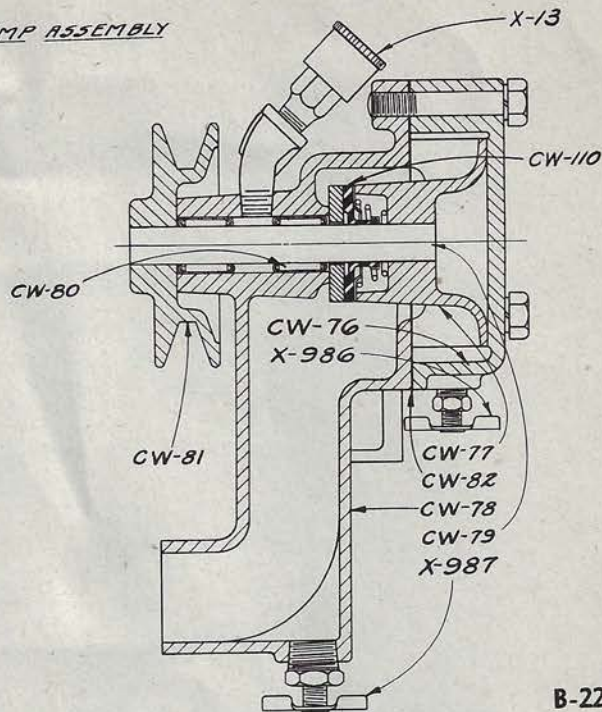 MP ASSEMBLY
X-13
CW-110
CW-80
CW-76
X-986
CW-81
CW-77
CW-82
CW-78
CW-79
X-987
B-22